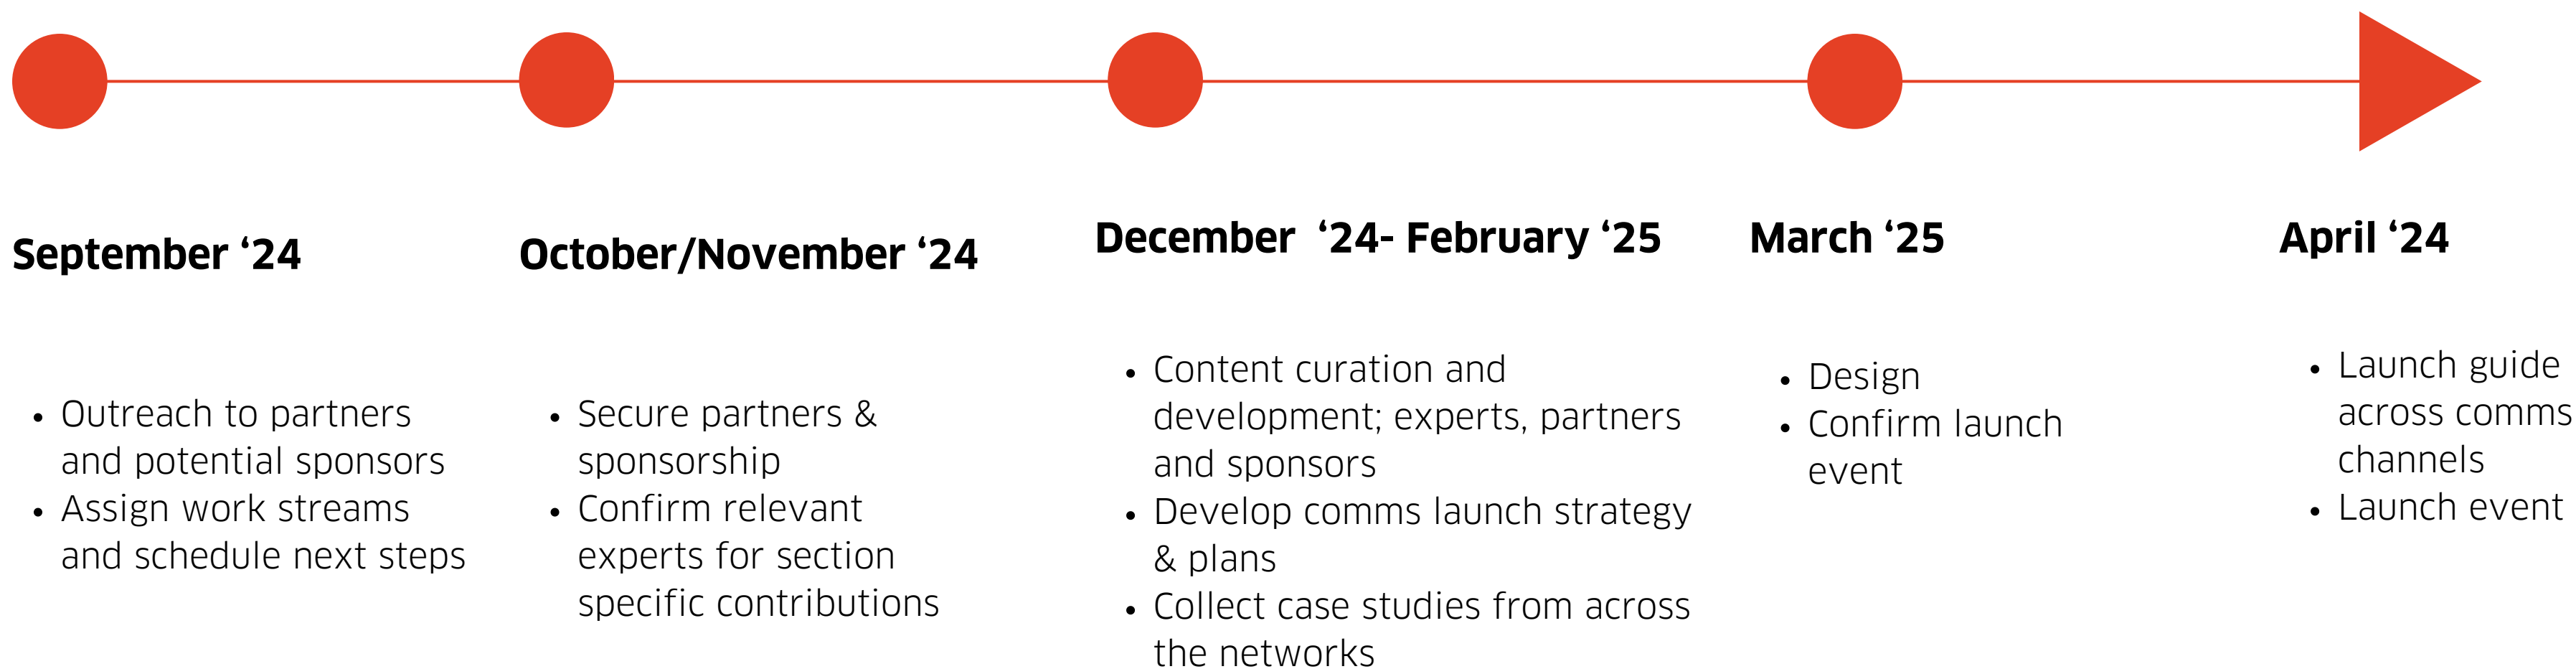 September ‘24
Outreach to partners
and potential sponsors
Assign work streams
and schedule next steps
October/November ‘24
Secure partners &
sponsorship
Confirm relevant
experts for section
specific contributions
December  ‘24- February ‘25
Content curation and
development; experts, partners
and sponsors
Develop comms launch strategy
& plans
Collect case studies from across
the networks
March ‘25
Design
Confirm launch
event
April ‘24
Launch guide
across comms
channels
Launch event